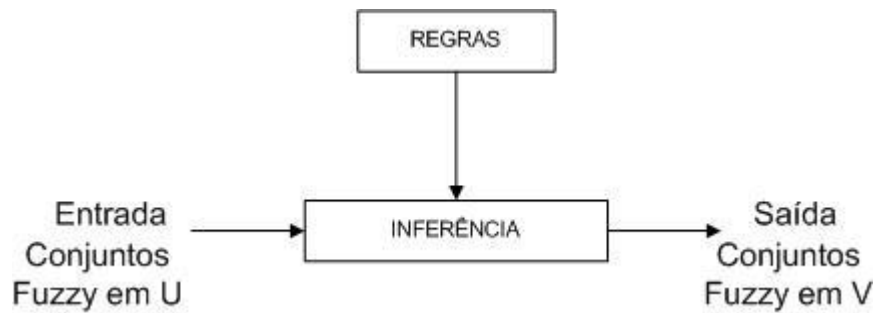 REGRAS
Entrada
Conjuntos
Fuzzy em U
INFERÊNCIA
Saída
Conjuntos
Fuzzy em V